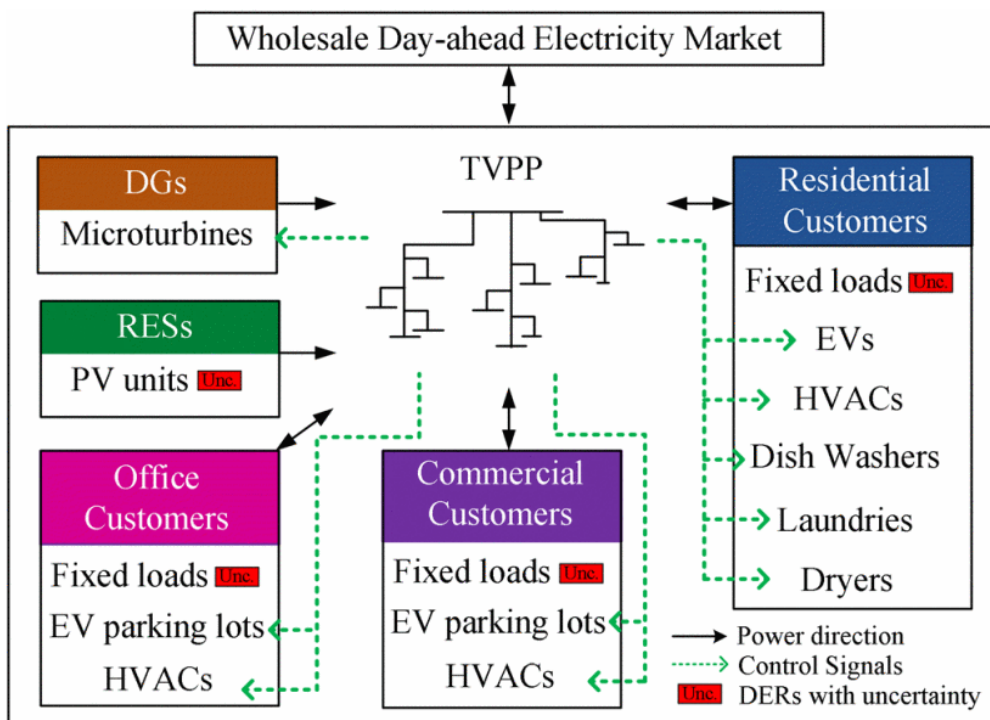 Wholesale Day-ahead Electricity Market
TVPP
DGs
Microturbines
RESs
PV units Unc.
Office
Customers
Fixed loads Unc.
EV parking lots
HVACs
Commercial
Customers
Fixed loads Unc.
EV parking lots
HVACs
Residential
Customers
Fixed loads Unc.
EVs
HVACs
Dish Washers
Laundries
Dryers
Power direction
Control Signals
Unc. DERs with uncertainty